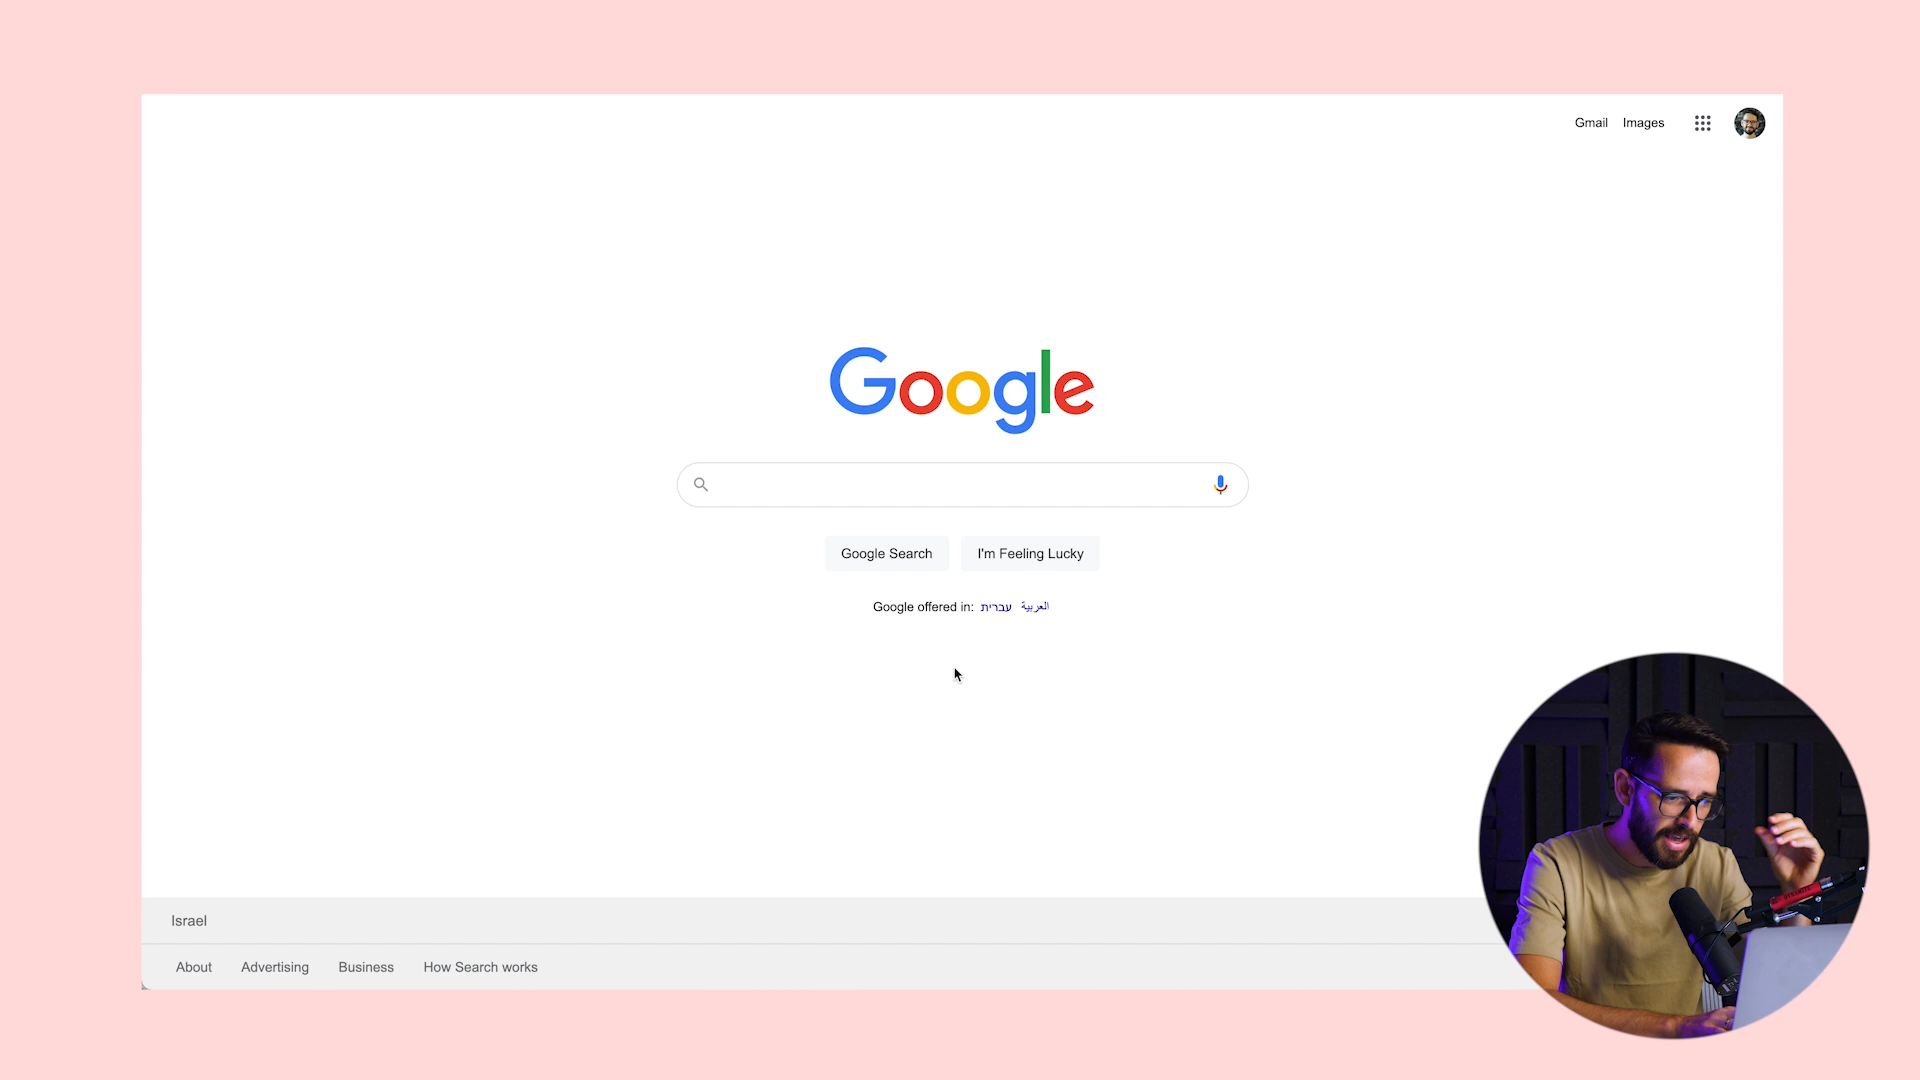 Gmail Images
Google
Google Search I'm Feeling Lucky
Google offered in: עברית العربية
Israel
About Advertising Business How Search works